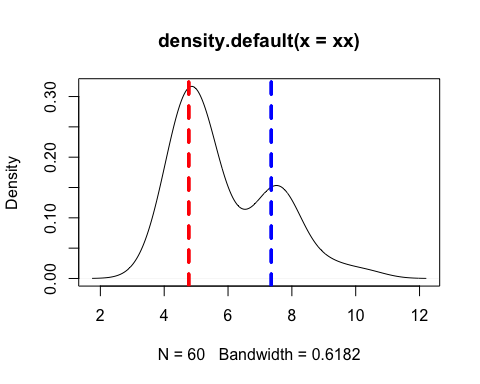 density.default(x = xx)
Density
0.30
0.20
0.10
0.00
2 4 6 8 10 12
N = 60 Bandwidth = 0.6182